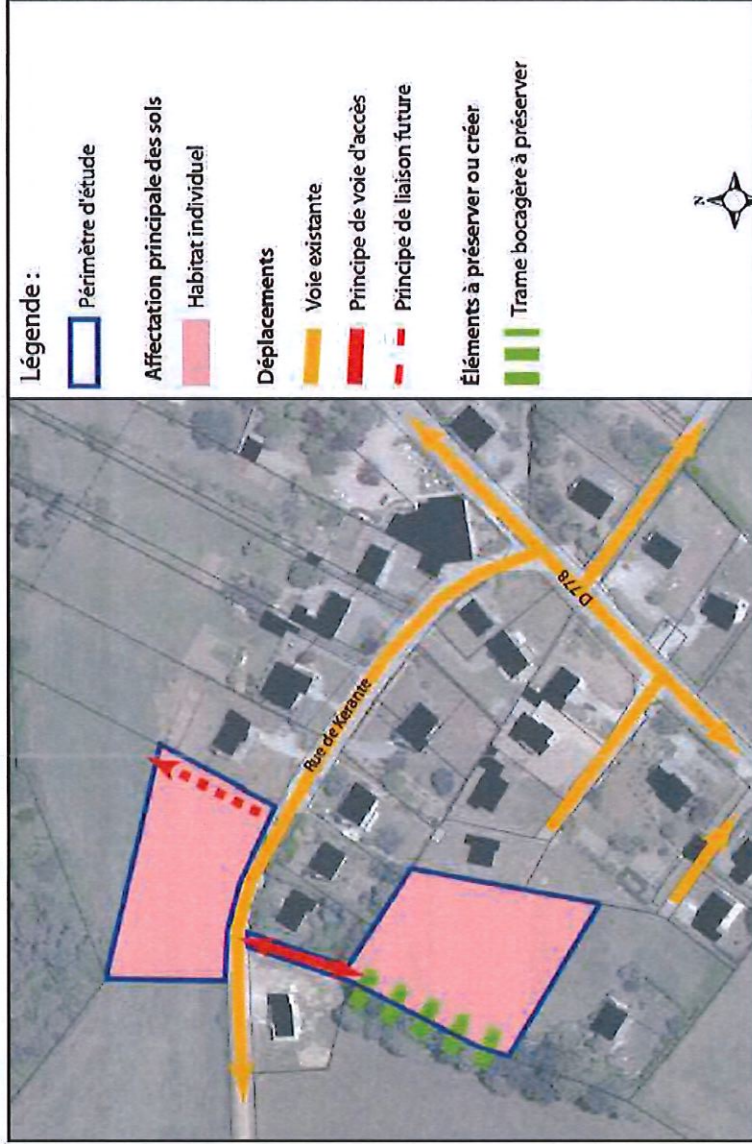 Légende :
Périmètre d'étude
Affectation principale des sols
Habitat individuel
Déplacements
Voie existante
Principe de voie d'accès
Principe de liaison future
Éléments à préserver ou créer
Trame bocagère à préserver
N
Rue de Kerante
D 778